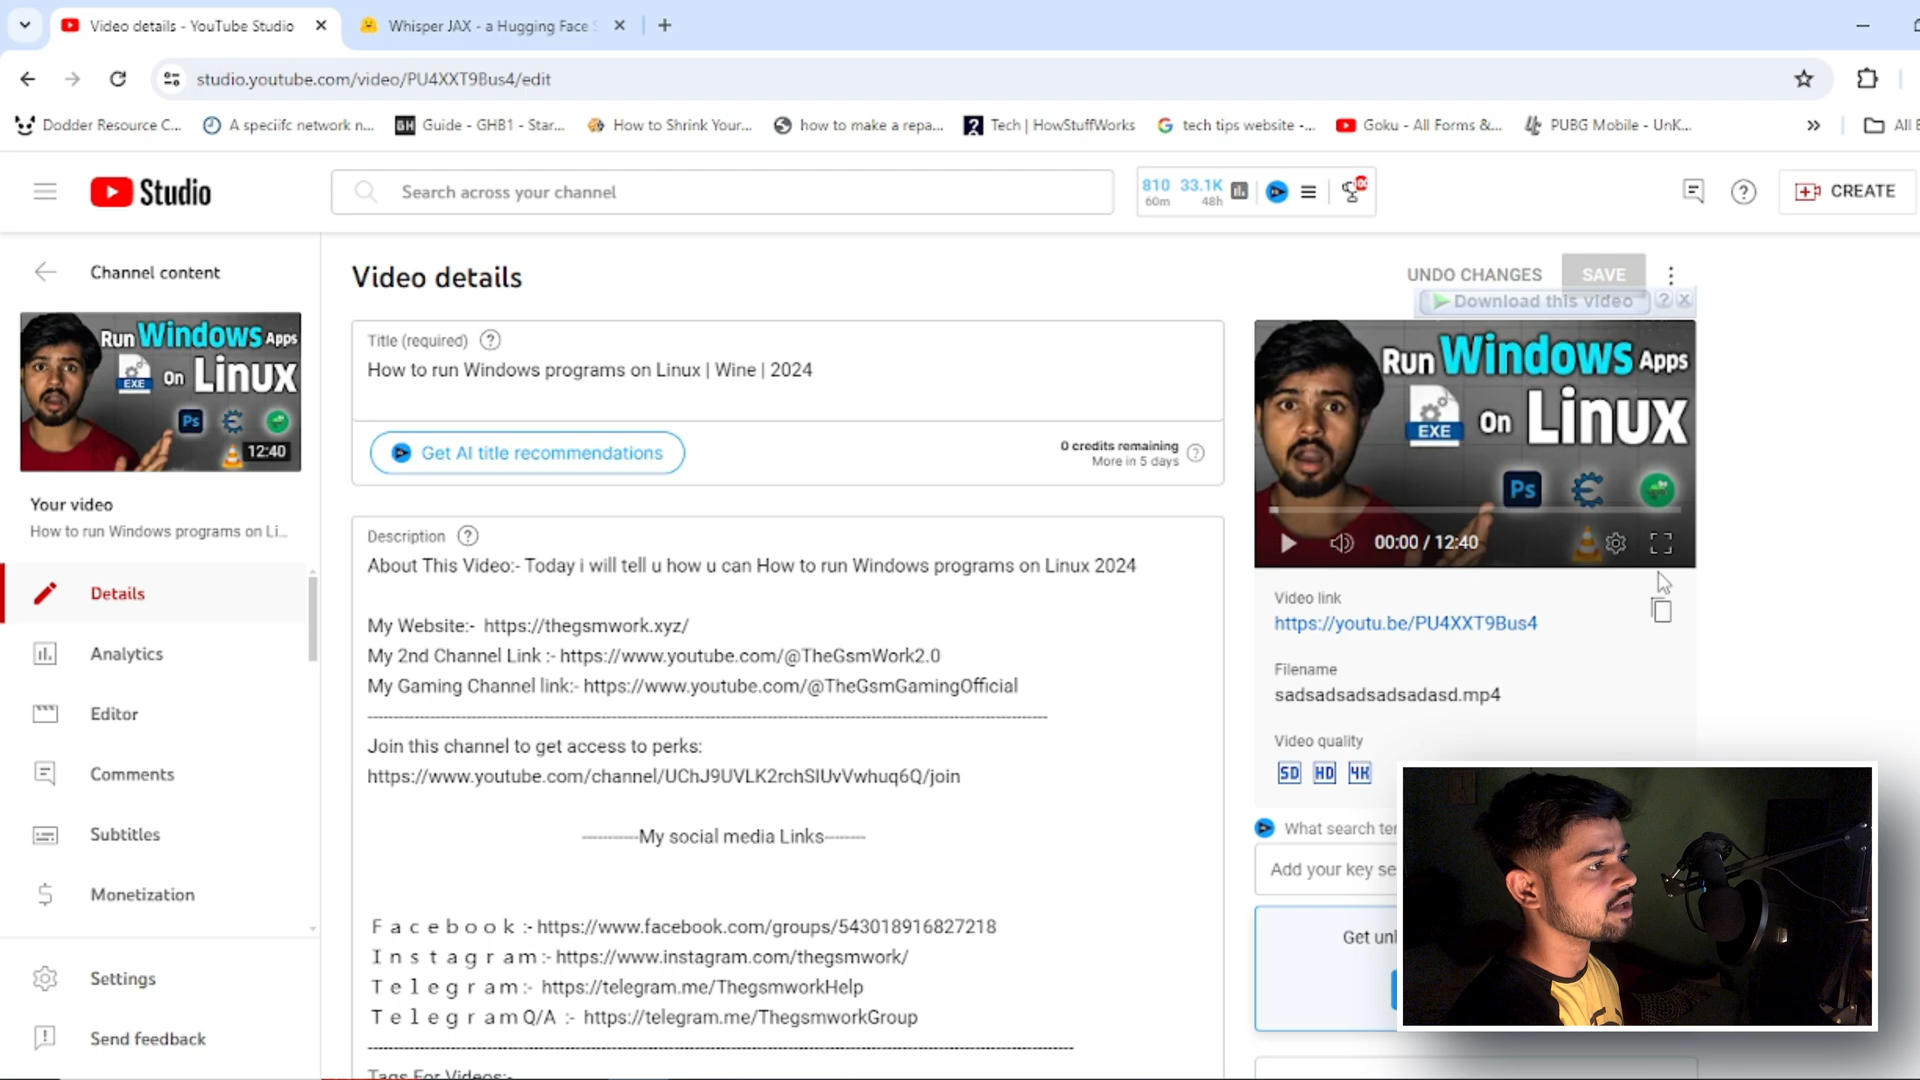 Video details - YouTube Studio
Whisper JAX - a Hugging Face
studio.youtube.com/video/PU4XXT9Bus4/edit
Dodder Resource C...
A speciifc network n...
GH
Guide - GHB1 - Star...
How to Shrink Your...
how to make a repa...
Tech | HowStuffWorks
tech tips website -...
Goku - All Forms &...
PUBG Mobile - UnK...
All
Studio
Search across your channel
810 33.1K
60m 48h
CREATE
Channel content
Run Windows Apps
EXE On Linux
Ps
12:40
Your video
How to run Windows programs on Li...
Details
Analytics
Editor
Comments
Subtitles
Monetization
Settings
Send feedback
Video details
UNDO CHANGES
SAVE
Download this video
Title (required)
How to run Windows programs on Linux | Wine | 2024
Get AI title recommendations
0 credits remaining
More in 5 days
Description
About This Video:- Today i will tell u how u can How to run Windows programs on Linux 2024
My Website:- https://thegsmwork.xyz/
My 2nd Channel Link :- https://www.youtube.com/@TheGsmWork2.0
My Gaming Channel link:- https://www.youtube.com/@TheGsmGamingOfficial
Join this channel to get access to perks:
https://www.youtube.com/channel/UChJ9UVLK2rchSlUvVwhuq6Q/join
-----------My social media Links--------
F a c e b o o k :- https://www.facebook.com/groups/543018916827218
I n s t a g r a m :- https://www.instagram.com/thegsmwork/
T e l e g r a m :- https://telegram.me/ThegsmworkHelp
T e l e g r a m Q/A :- https://telegram.me/ThegsmworkGroup
Tags For Videos:-
Run Windows Apps
EXE On Linux
Ps
00:00 / 12:40
Video link
https://youtu.be/PU4XXT9Bus4
Filename
sadsadsadsadsadasd.mp4
Video quality
SD HD 4K
What search ter
Add your key se
Get unl